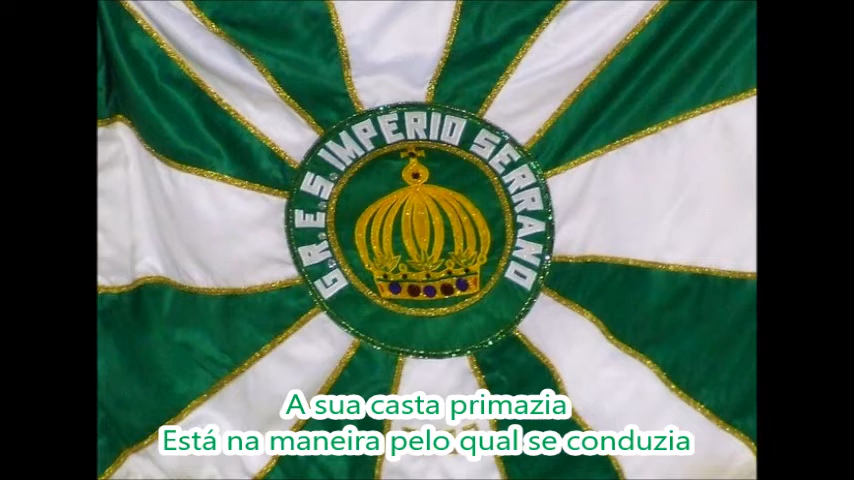 G.R.E.S. IMPERIO SERRANO
A sua casta primazia
Está na maneira pelo qual se conduzia